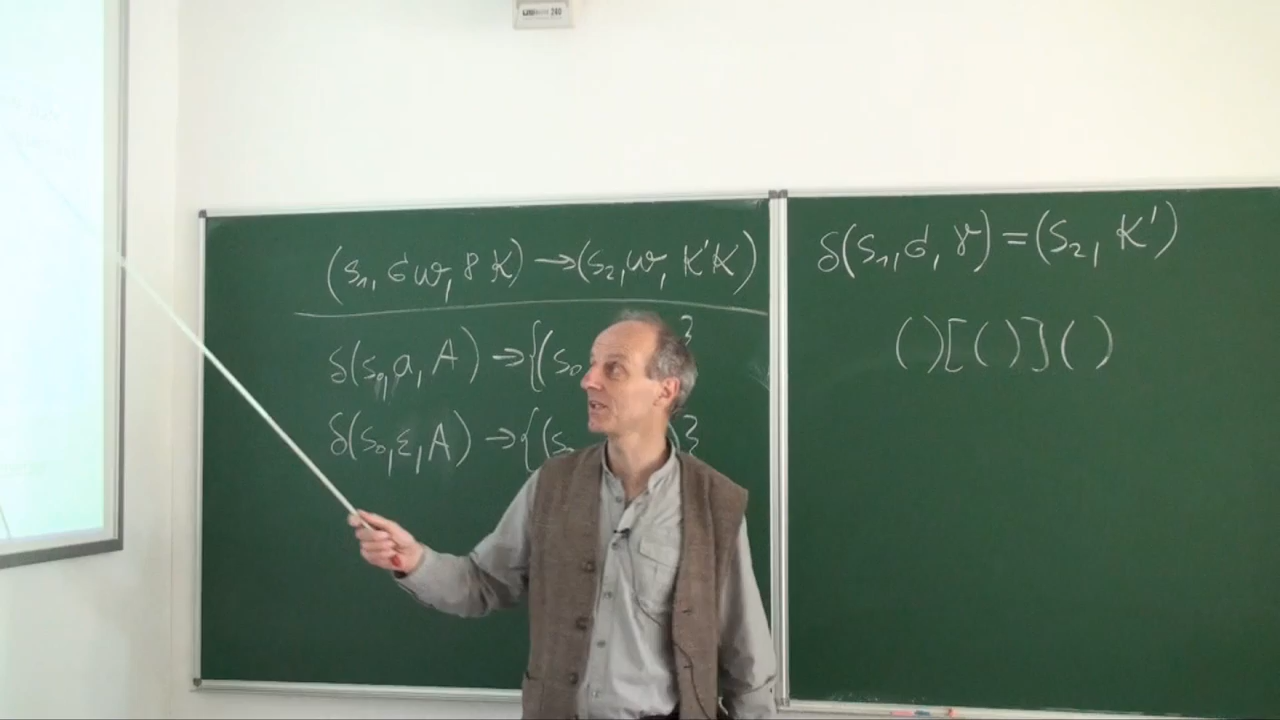 (s₁, σw, γK) → (s₂, w, K'K)
δ(s₀, a, A) → {(s₀ }
δ(s₀, ε, A) → {(s )}
δ(s₁, σ, γ) = (s₂, K')
()[()]()